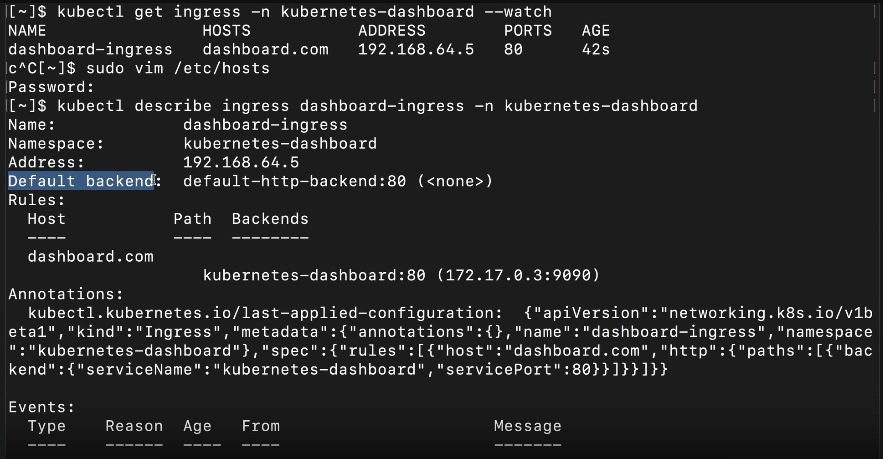 [~]$ kubectl get ingress -n kubernetes-dashboard --watch
NAME                HOSTS           ADDRESS        PORTS   AGE
dashboard-ingress   dashboard.com   192.168.64.5   80      42s
c^C[~]$ sudo vim /etc/hosts
Password:
[~]$ kubectl describe ingress dashboard-ingress -n kubernetes-dashboard
Name:             dashboard-ingress
Namespace:        kubernetes-dashboard
Address:          192.168.64.5
Default backend:  default-http-backend:80 (<none>)
Rules:
  Host           Path  Backends
  ----           ----  --------
  dashboard.com
                    kubernetes-dashboard:80 (172.17.0.3:9090)
Annotations:
  kubectl.kubernetes.io/last-applied-configuration:  {"apiVersion":"networking.k8s.io/v1b
eta1","kind":"Ingress","metadata":{"annotations":{},"name":"dashboard-ingress","namespace
":"kubernetes-dashboard"},"spec":{"rules":[{"host":"dashboard.com","http":{"paths":[{"bac
kend":{"serviceName":"kubernetes-dashboard","servicePort":80}}]}}]}}
Events:
  Type    Reason  Age   From                      Message
  ----    ------  ----  ----                      -------